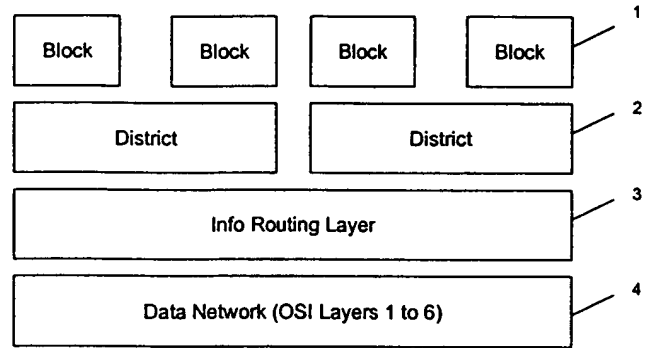 1
Block Block Block Block
2
District District
3
Info Routing Layer
4
Data Network (OSI Layers 1 to 6)